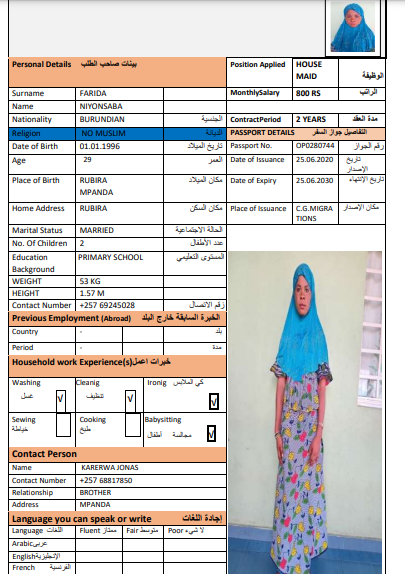 Personal Details بيانات صاحب الطلب
Position Applied HOUSE MAID الوظيفة
MonthlySalary 800 RS الراتب
Surname FARIDA
Name NIYONSABA
Nationality BURUNDIAN الجنسية
ContractPeriod 2 YEARS مدة العقد
Religion NO MUSLIM الديانة
PASSPORT DETAILS التفاصيل جواز السفر
Date of Birth 01.01.1996 تاريخ الميلاد
Passport No. OP0280744 رقم الجواز
Age 29 العمر
Date of Issuance 25.06.2020 تاريخ الإصدار
Place of Birth RUBIRA MPANDA مكان الميلاد
Date of Expiry 25.06.2030 تاريخ الإنتهاء
Home Address RUBIRA مكان السكن
Place of Issuance C.G.MIGRA TIONS مكان الإصدار
Marital Status MARRIED الحالة الاجتماعية
No. Of Children 2 عدد الأطفال
Education Background PRIMARY SCHOOL المستوى التعليمي
WEIGHT 53 KG
HEIGHT 1.57 M
Contact Number +257 69245028 رقم الاتصال
Previous Employment (Abroad) الخبرة السابقة خارج البلد
Country - بلد
Period - مدة
Household work Experience(s) خبرات اعمل
Washing غسل √ Cleanig تنظيف √ Ironig كي الملابس √
Sewing خياطة Cooking طبخ Babysitting مجالسة أطفال √
Contact Person
Name KARERWA JONAS
Contact Number +257 68817850
Relationship BROTHER
Address MPANDA
Language you can speak or write إجادة اللغات
Language اللغات Fluent ممتاز Fair متوسط Poor لا شيء
Arabic عربي
English الإنجليزية
French الفرنسية